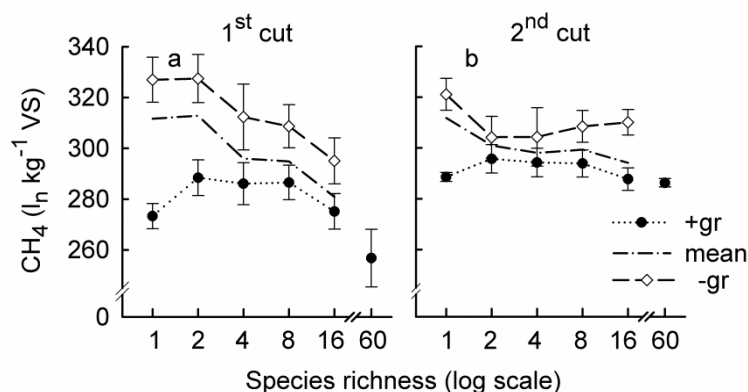 1st cut
2nd cut
CH4 (ln kg-1 VS)
340
320
300
280
260
0
a
b
1 2 4 8 16 60
1 2 4 8 16 60
+gr
mean
-gr
Species richness (log scale)